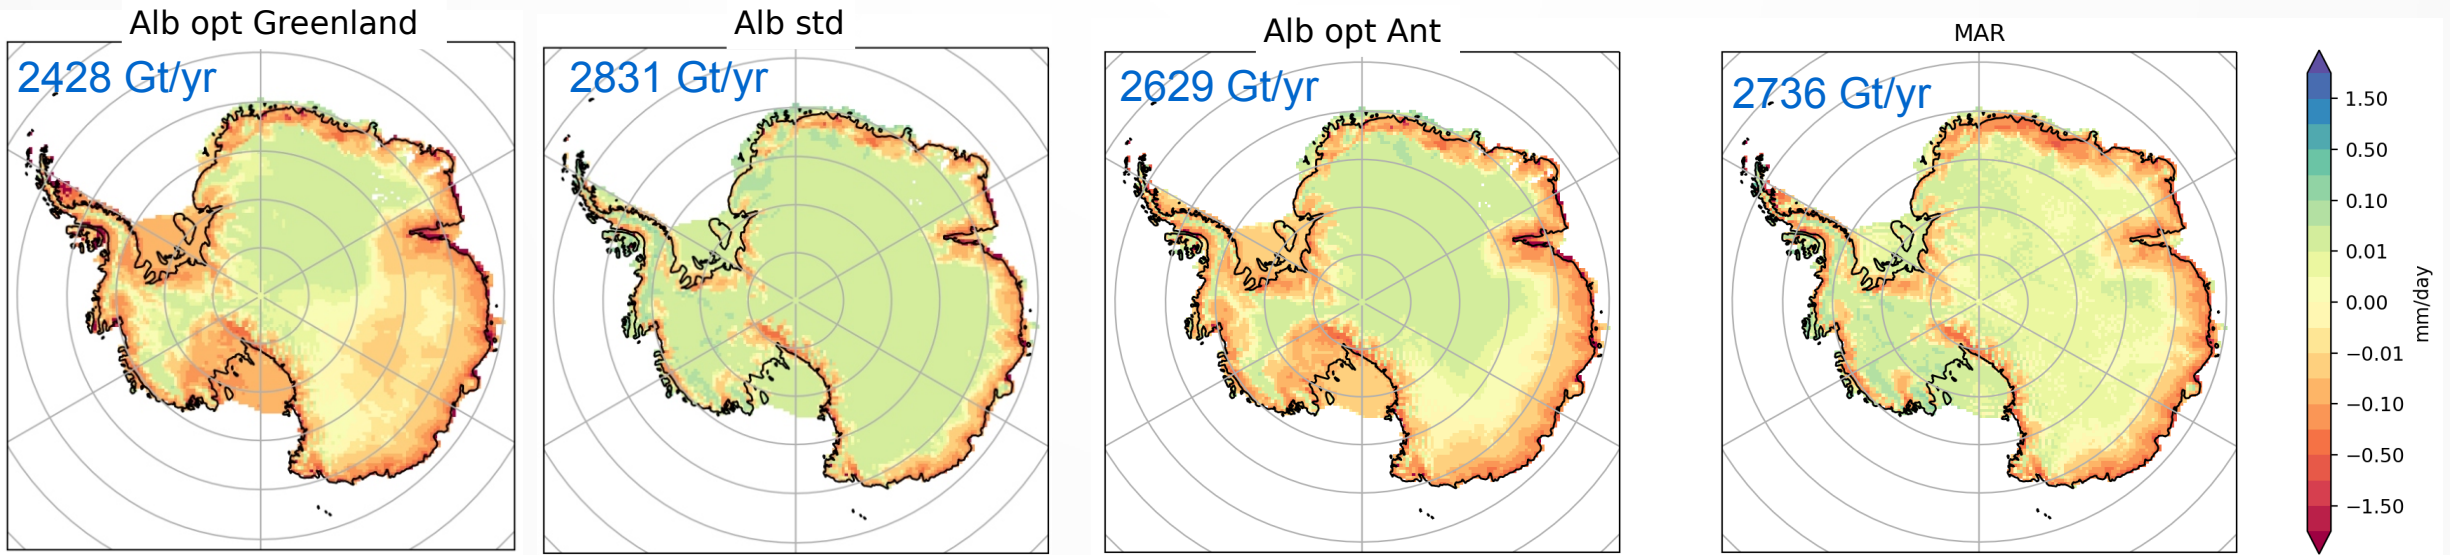 Alb opt Greenland
Alb std
Alb opt Ant
MAR
2428 Gt/yr
2831 Gt/yr
2629 Gt/yr
2736 Gt/yr
1.50
0.50
0.10
0.01
0.00
−0.01
−0.10
−0.50
−1.50
mm/day